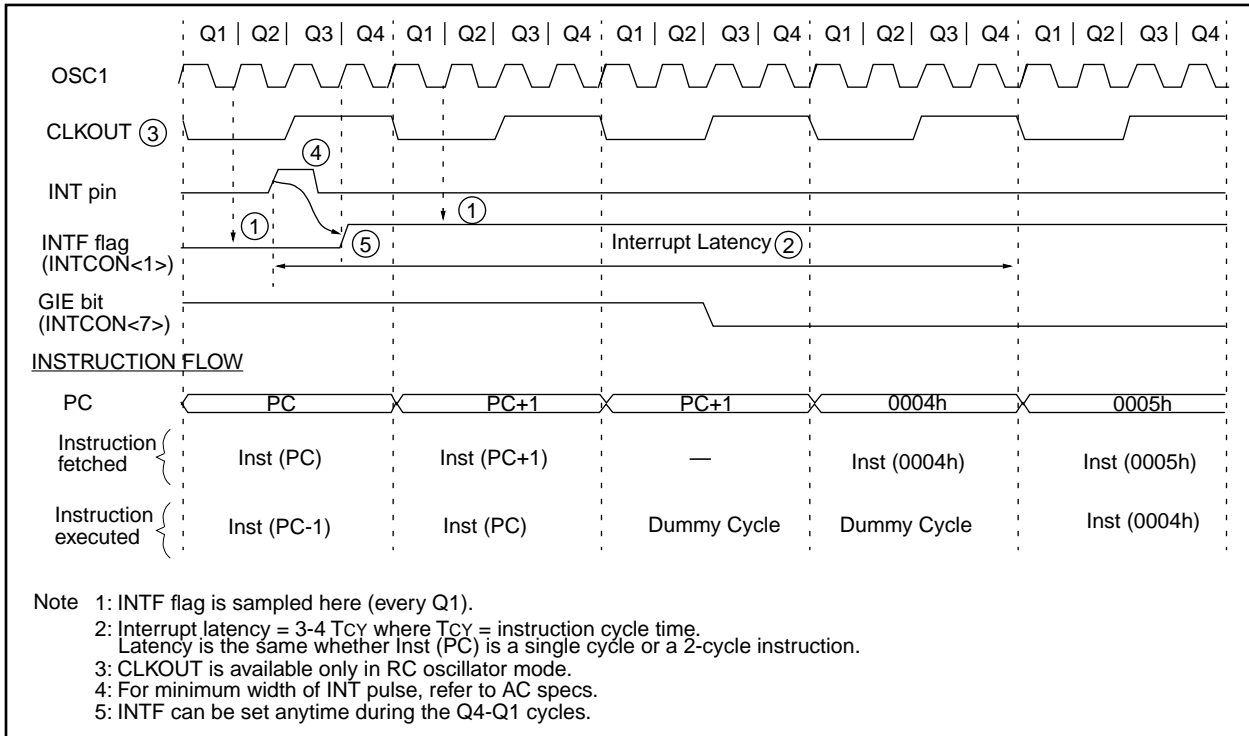 Q1 | Q2 | Q3 | Q4 Q1 | Q2 | Q3 | Q4 Q1 | Q2 | Q3 | Q4 Q1 | Q2 | Q3 | Q4 Q1 | Q2 | Q3 | Q4
OSC1
CLKOUT 3
4
INT pin
1 1
INTF flag
(INTCON<1>)
5
Interrupt Latency 2
GIE bit
(INTCON<7>)
INSTRUCTION FLOW
PC PC PC+1 PC+1 0004h 0005h
Instruction
fetched
Inst (PC) Inst (PC+1) — Inst (0004h) Inst (0005h)
Instruction
executed
Inst (PC-1) Inst (PC) Dummy Cycle Dummy Cycle Inst (0004h)
Note 1: INTF flag is sampled here (every Q1).
2: Interrupt latency = 3-4 TCY where TCY = instruction cycle time.
Latency is the same whether Inst (PC) is a single cycle or a 2-cycle instruction.
3: CLKOUT is available only in RC oscillator mode.
4: For minimum width of INT pulse, refer to AC specs.
5: INTF can be set anytime during the Q4-Q1 cycles.